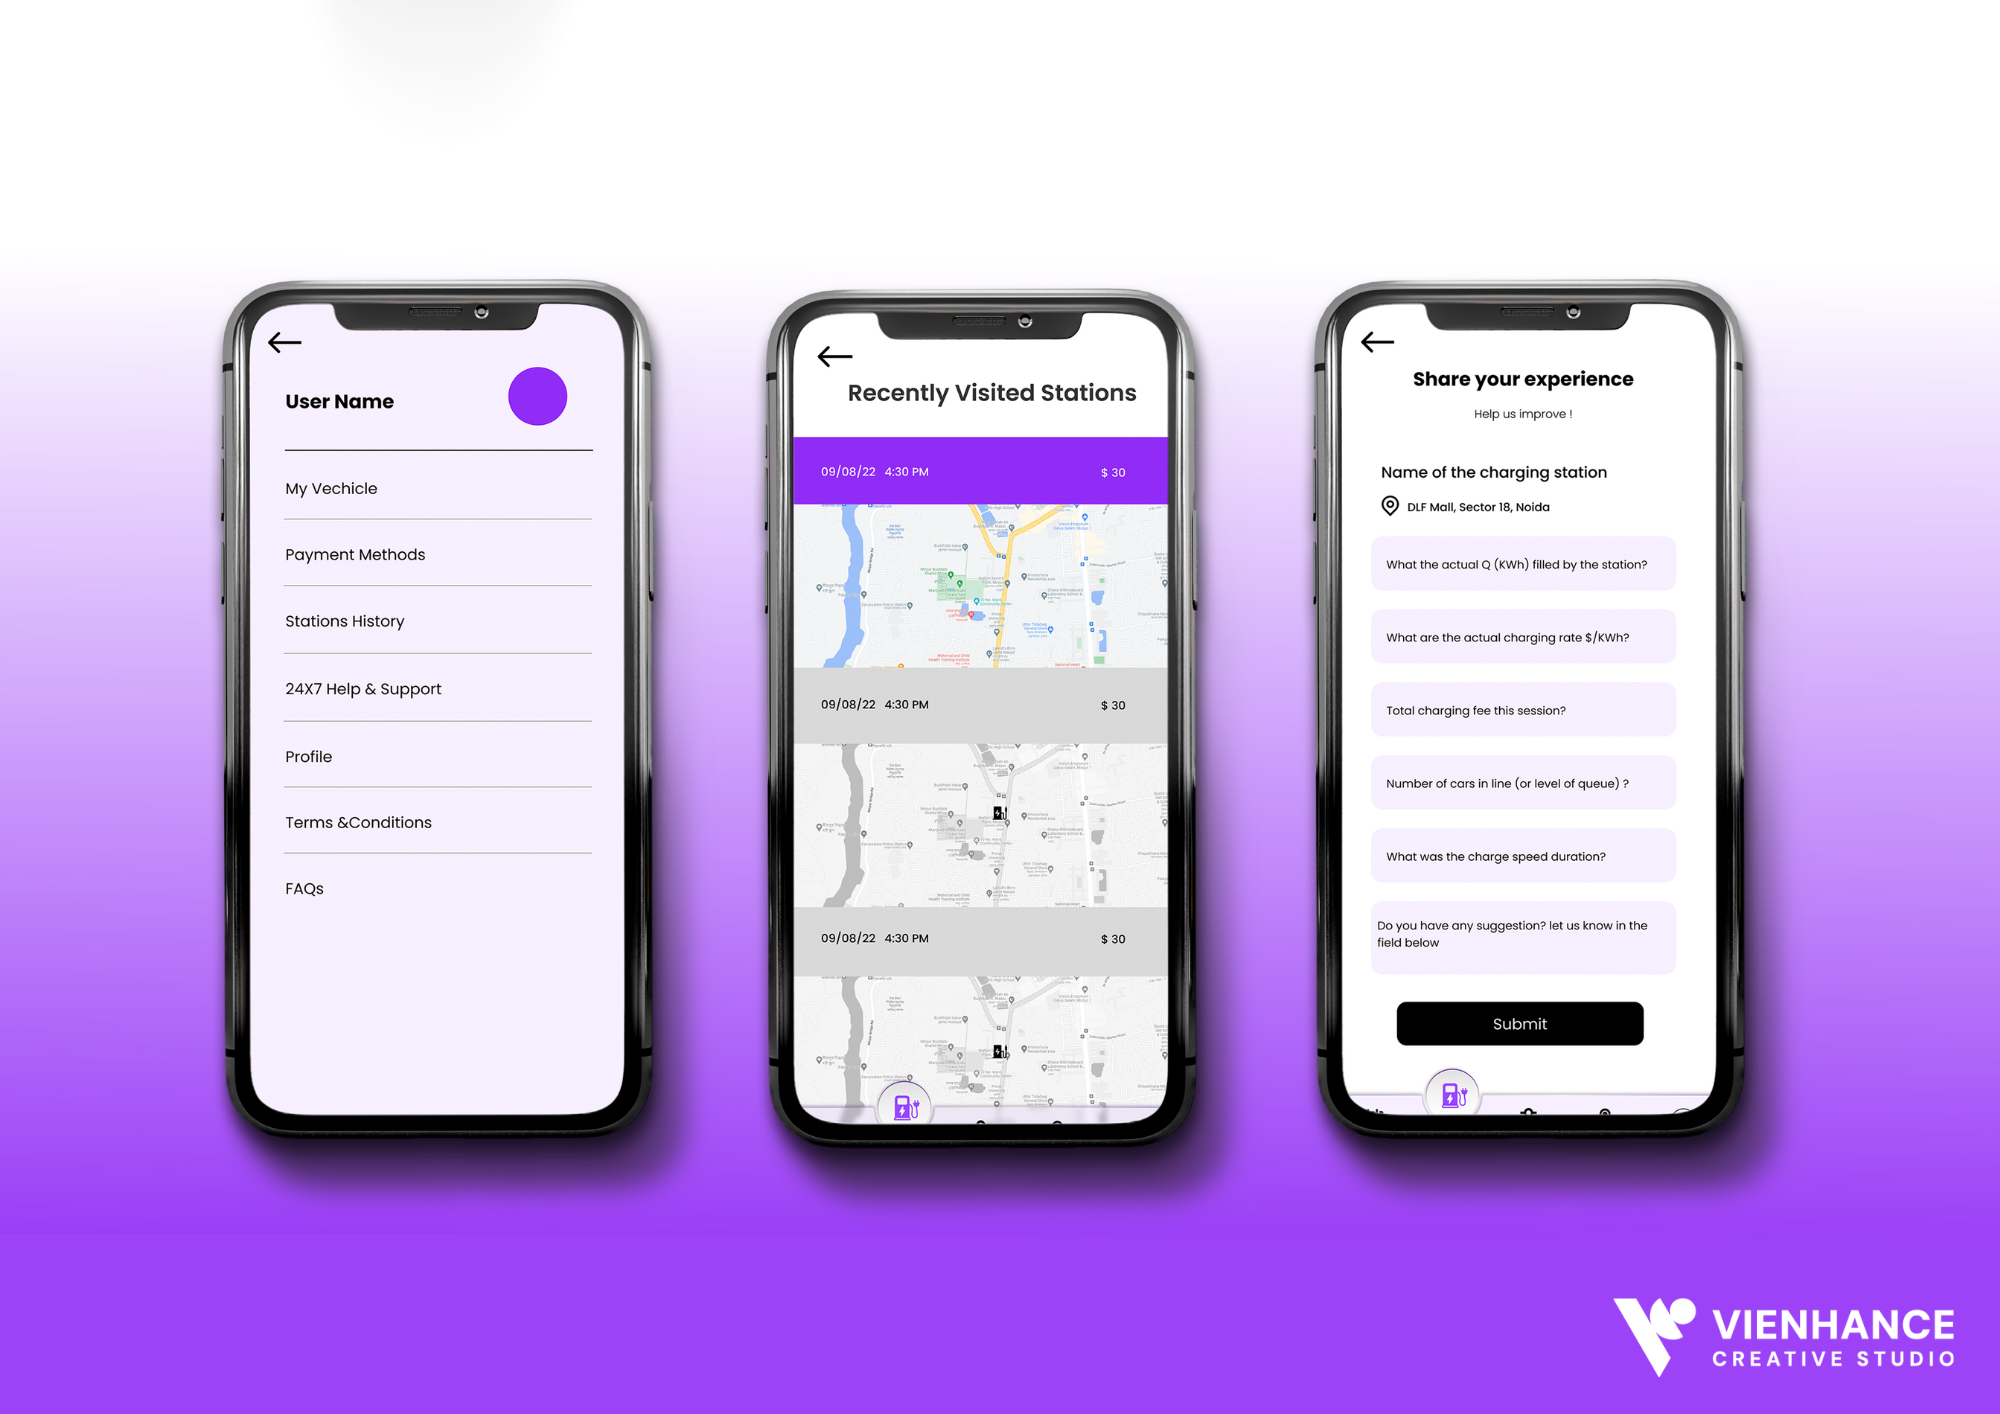 User Name
My Vechicle
Payment Methods
Stations History
24X7 Help & Support
Profile
Terms &Conditions
FAQs
Recently Visited Stations
09/08/22 4:30 PM $ 30
09/08/22 4:30 PM $ 30
09/08/22 4:30 PM $ 30
Share your experience
Help us improve !
Name of the charging station
DLF Mall, Sector 18, Noida
What the actual Q (KWh) filled by the station?
What are the actual charging rate $/KWh?
Total charging fee this session?
Number of cars in line (or level of queue) ?
What was the charge speed duration?
Do you have any suggestion? let us know in the
field below
Submit
VIENHANCE
CREATIVE STUDIO